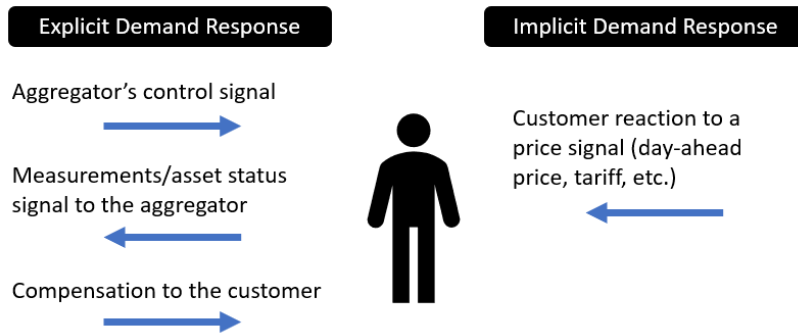 Explicit Demand Response
Implicit Demand Response
Aggregator’s control signal
Measurements/asset status
signal to the aggregator
Compensation to the customer
Customer reaction to a
price signal (day-ahead
price, tariff, etc.)